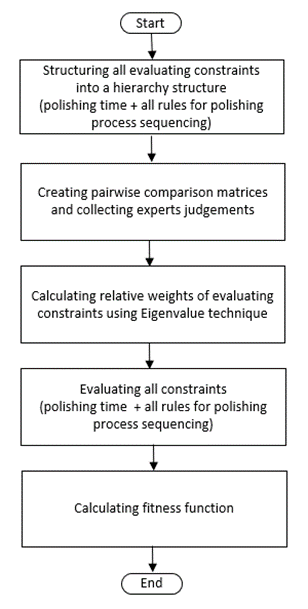 Start
Structuring all evaluating constraints
into a hierarchy structure
(polishing time + all rules for polishing
process sequencing)
Creating pairwise comparison matrices
and collecting experts judgements
Calculating relative weights of evaluating
constraints using Eigenvalue technique
Evaluating all constraints
(polishing time + all rules for polishing
process sequencing)
Calculating fitness function
End